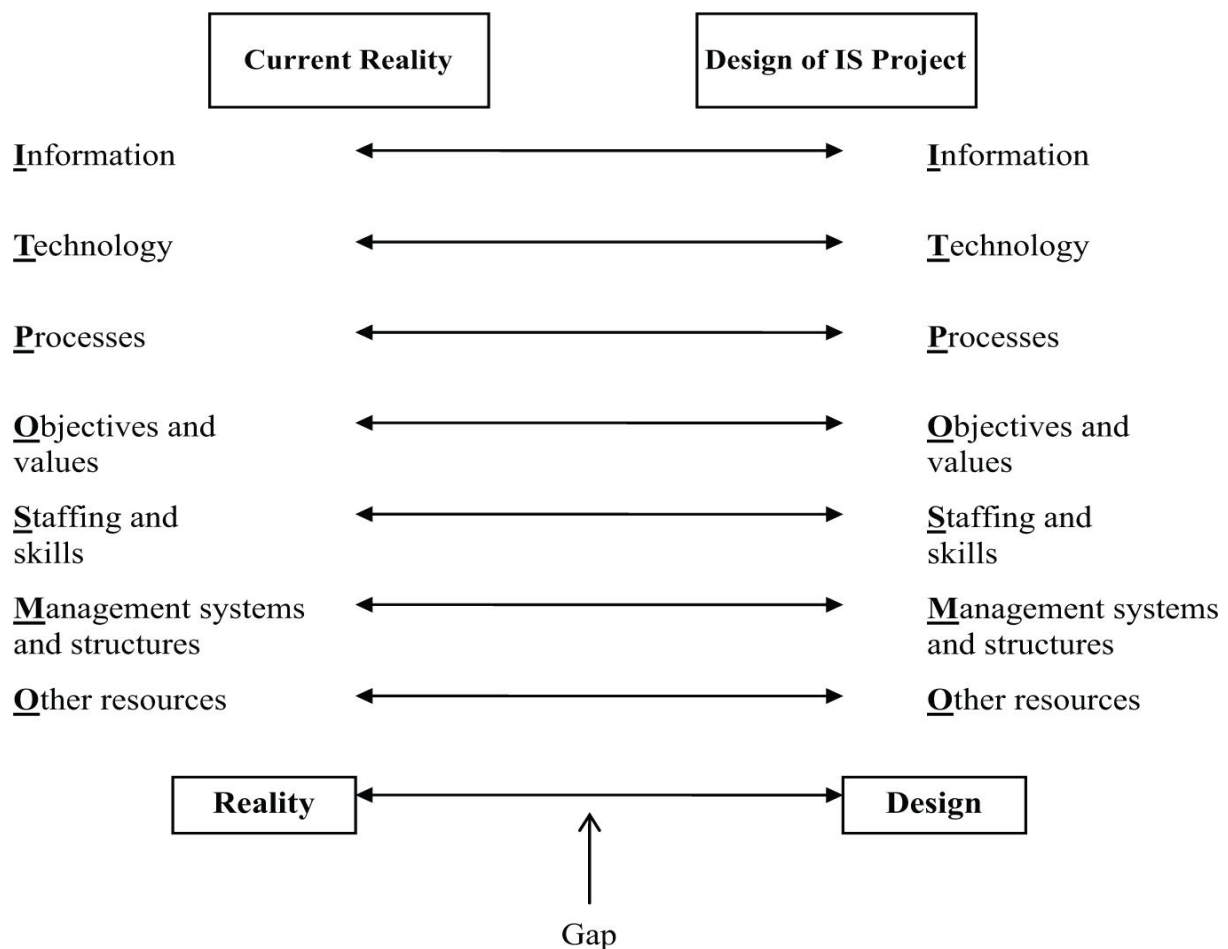 Current Reality Design of IS Project
Information Information
Technology Technology
Processes Processes
Objectives and Objectives and
values values
Staffing and Staffing and
skills skills
Management systems Management systems
and structures and structures
Other resources Other resources
Reality Design
Gap